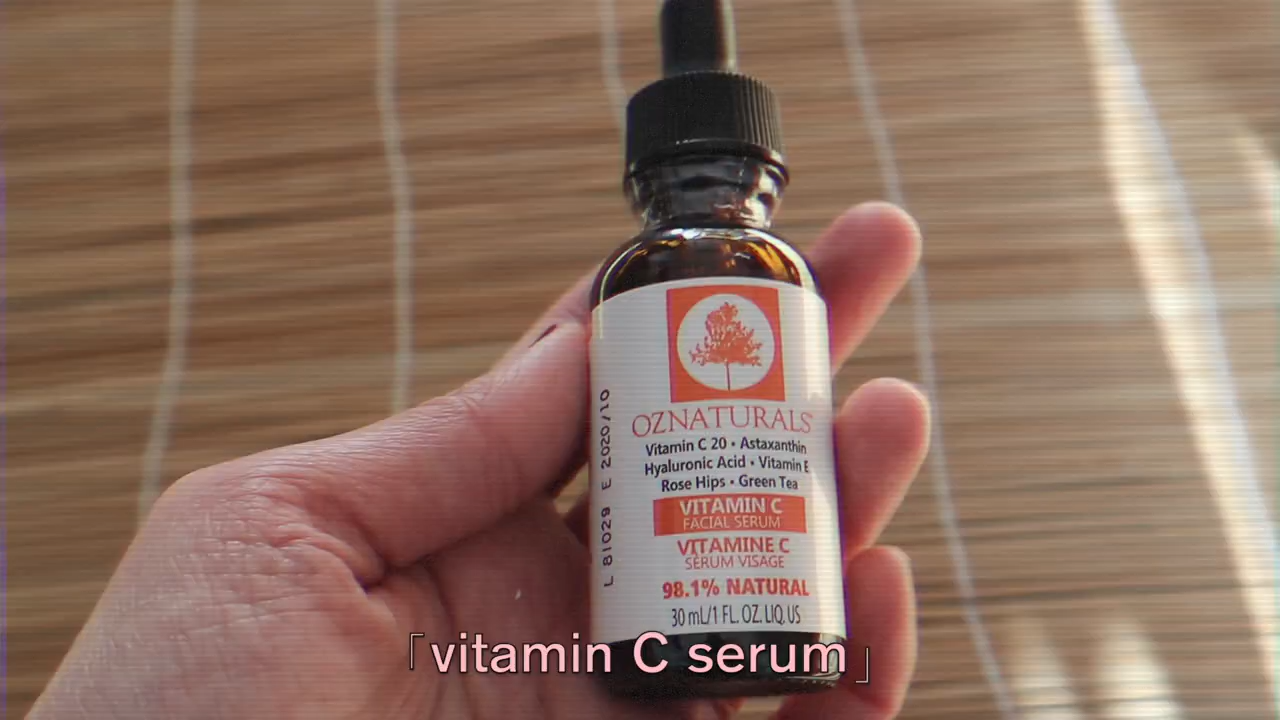 OZNATURALS
Vitamin C 20 • Astaxanthin
Hyaluronic Acid • Vitamin E
Rose Hips • Green Tea
VITAMIN C
FACIAL SERUM
VITAMINE C
SÉRUM VISAGE
98.1% NATURAL
30 mL/1 FL. OZ. LIQ. US
L 81029 E 2020/10
「vitamin C serum」